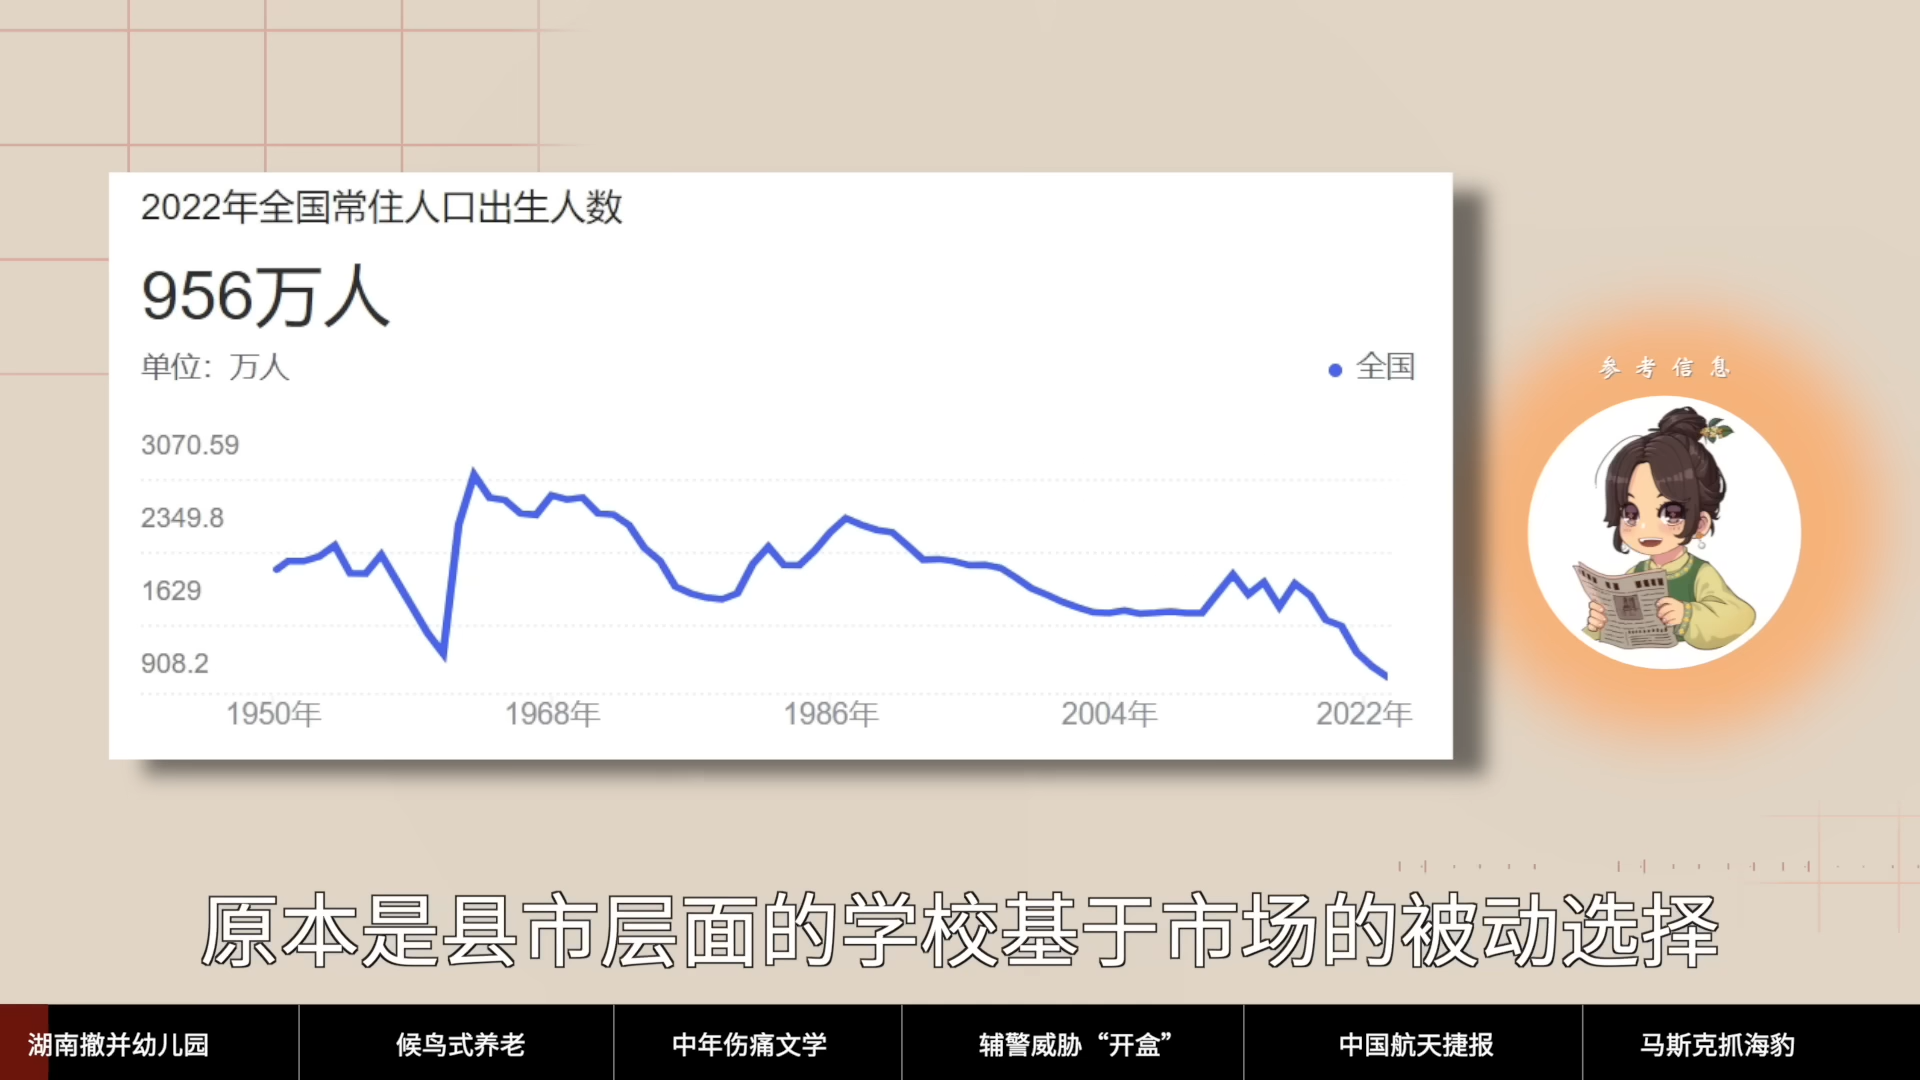 2022年全国常住人口出生人数
956万人
单位：万人
全国
参考信息
3070.59
2349.8
1629
908.2
1950年 1968年 1986年 2004年 2022年
原本是县市层面的学校基于市场的被动选择
湖南撤并幼儿园 候鸟式养老 中年伤痛文学 辅警威胁“开盒” 中国航天捷报 马斯克抓海豹